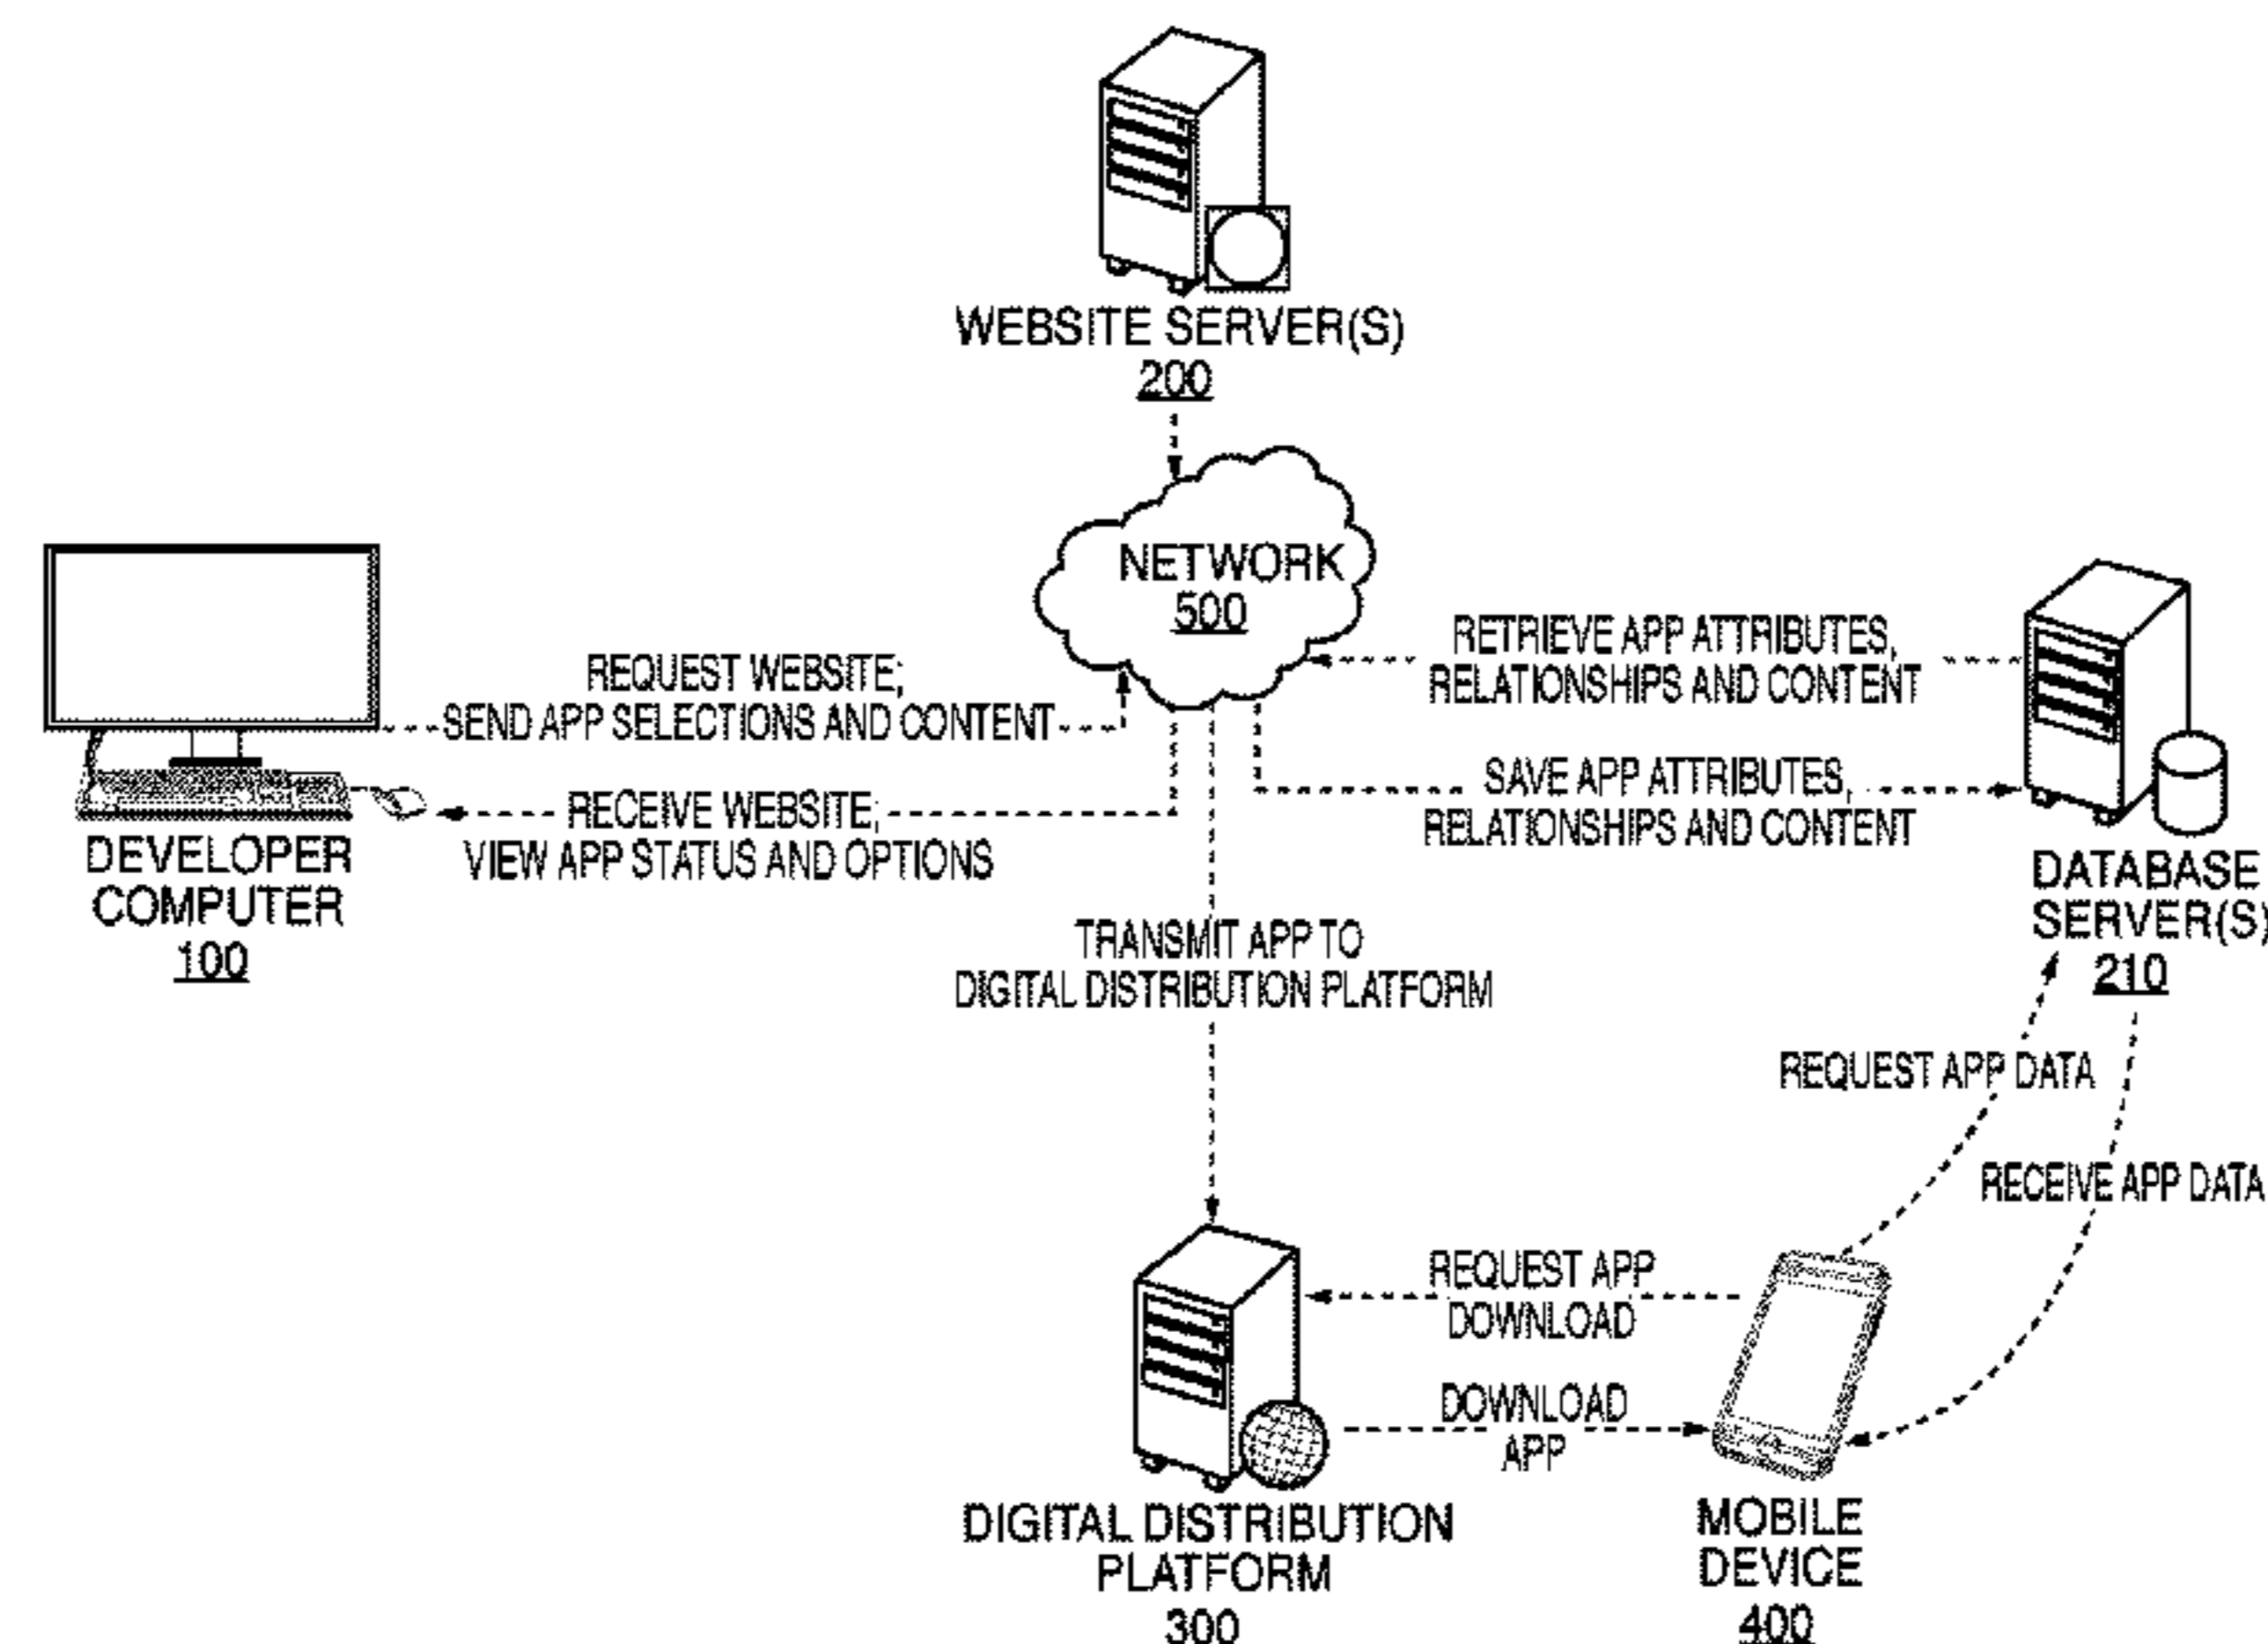 WEBSITE SERVER(S)
200
NETWORK
500
REQUEST WEBSITE;
SEND APP SELECTIONS AND CONTENT
RECEIVE WEBSITE;
VIEW APP STATUS AND OPTIONS
DEVELOPER
COMPUTER
100
RETRIEVE APP ATTRIBUTES,
RELATIONSHIPS AND CONTENT
SAVE APP ATTRIBUTES,
RELATIONSHIPS AND CONTENT
DATABASE
SERVER(S)
210
TRANSMIT APP TO
DIGITAL DISTRIBUTION PLATFORM
REQUEST APP DATA
RECEIVE APP DATA
REQUEST APP
DOWNLOAD
DOWNLOAD
APP
DIGITAL DISTRIBUTION
PLATFORM
300
MOBILE
DEVICE
400